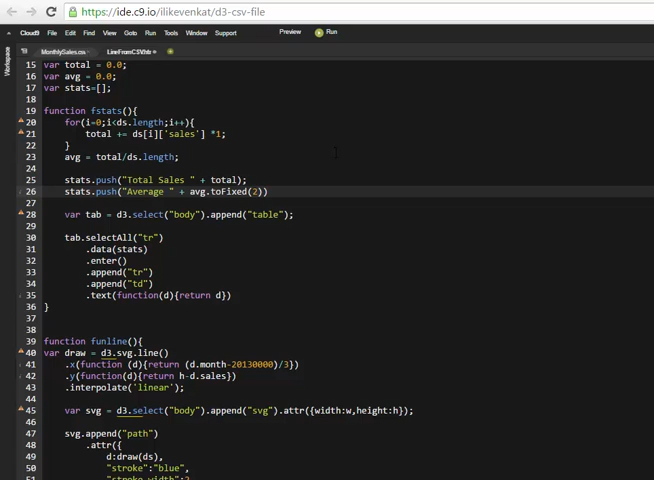 https://ide.c9.io/ilikevenkat/d3-csv-file
Cloud9 File Edit Find View Goto Run Tools Window Support Preview Run
MonthlySales.csv LineFromCSV.htm
Workspace
15 var total = 0.0;
16 var avg = 0.0;
17 var stats=[];
18
19 function fstats(){
20 for(i=0;i<ds.length;i++){
21 total += ds[i]['sales'] *1;
22 }
23 avg = total/ds.length;
25 stats.push("Total Sales " + total);
26 stats.push("Average " + avg.toFixed(2))
27
28 var tab = d3.select("body").append("table");
29
30 tab.selectAll("tr")
31 .data(stats)
32 .enter()
33 .append("tr")
34 .append("td")
35 .text(function(d){return d})
36 }
37
38
39 function funline(){
40 var draw = d3.svg.line()
41 .x(function (d){return (d.month-20130000)/3})
42 .y(function(d){return h-d.sales})
43 .interpolate('linear');
44
45 var svg = d3.select("body").append("svg").attr({width:w,height:h});
46
47 svg.append("path")
48 .attr({
49 d:draw(ds),
50 "stroke":"blue",
51 "stroke-width":2